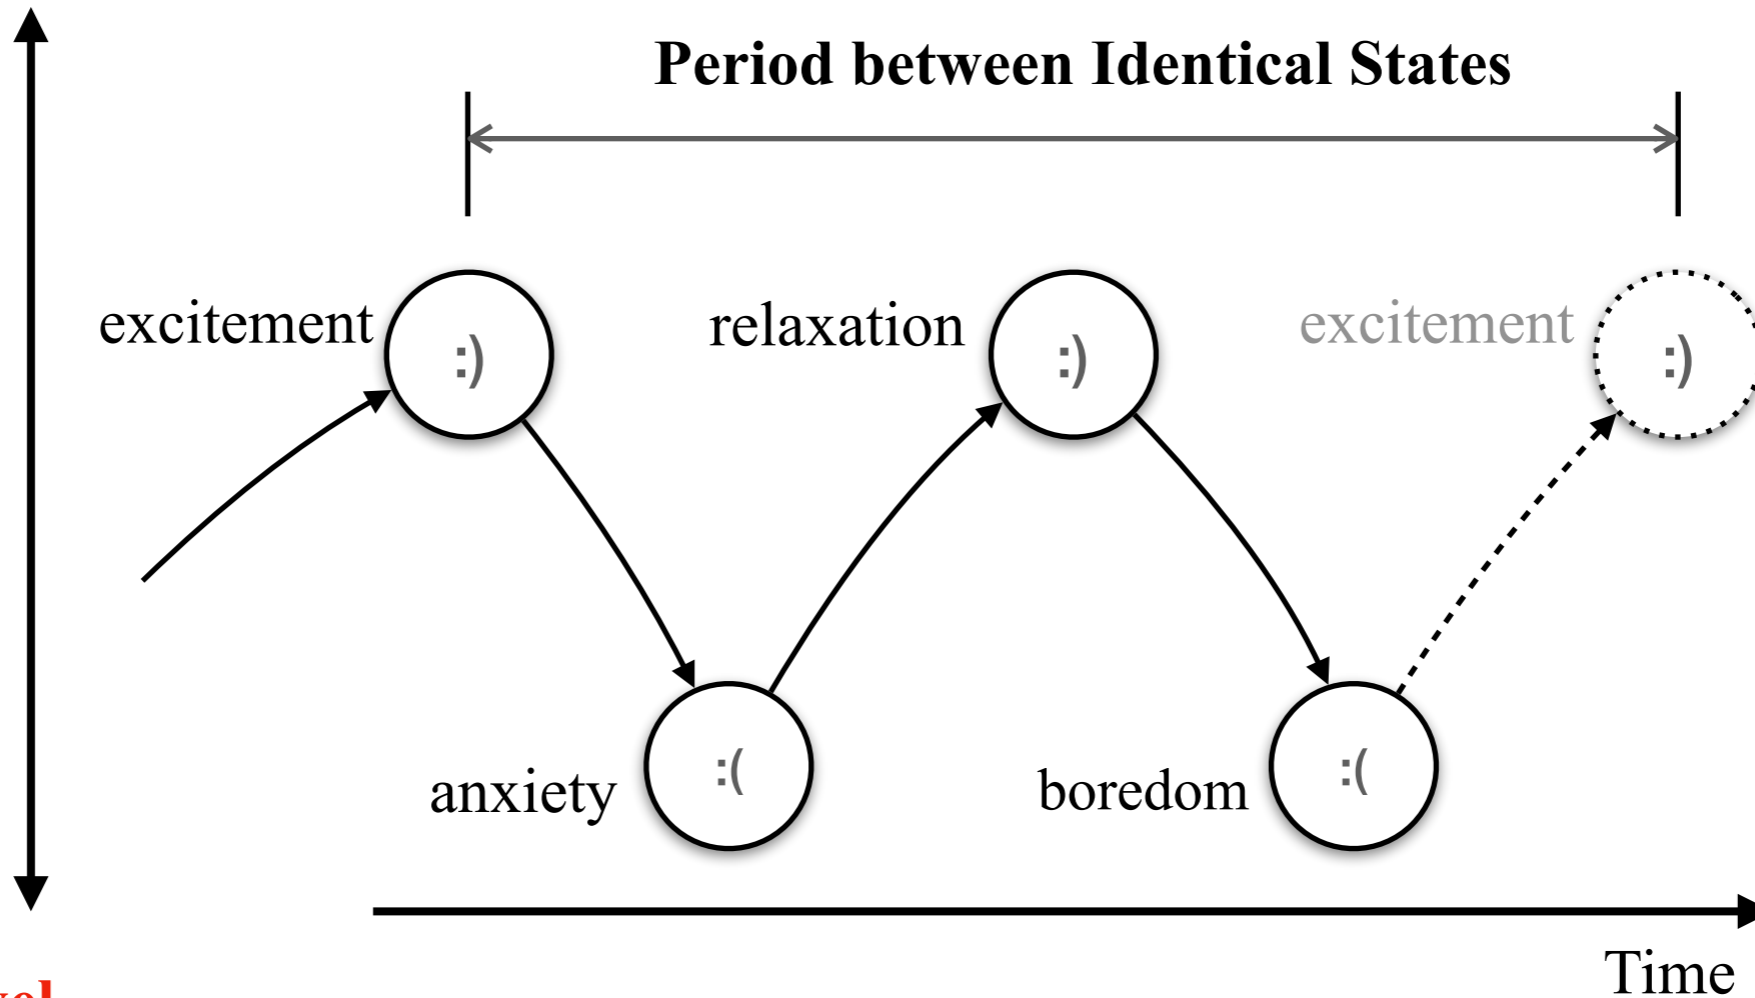 Period between Identical States
excitement :)
relaxation :)
excitement :)
anxiety :(
boredom :(
Time